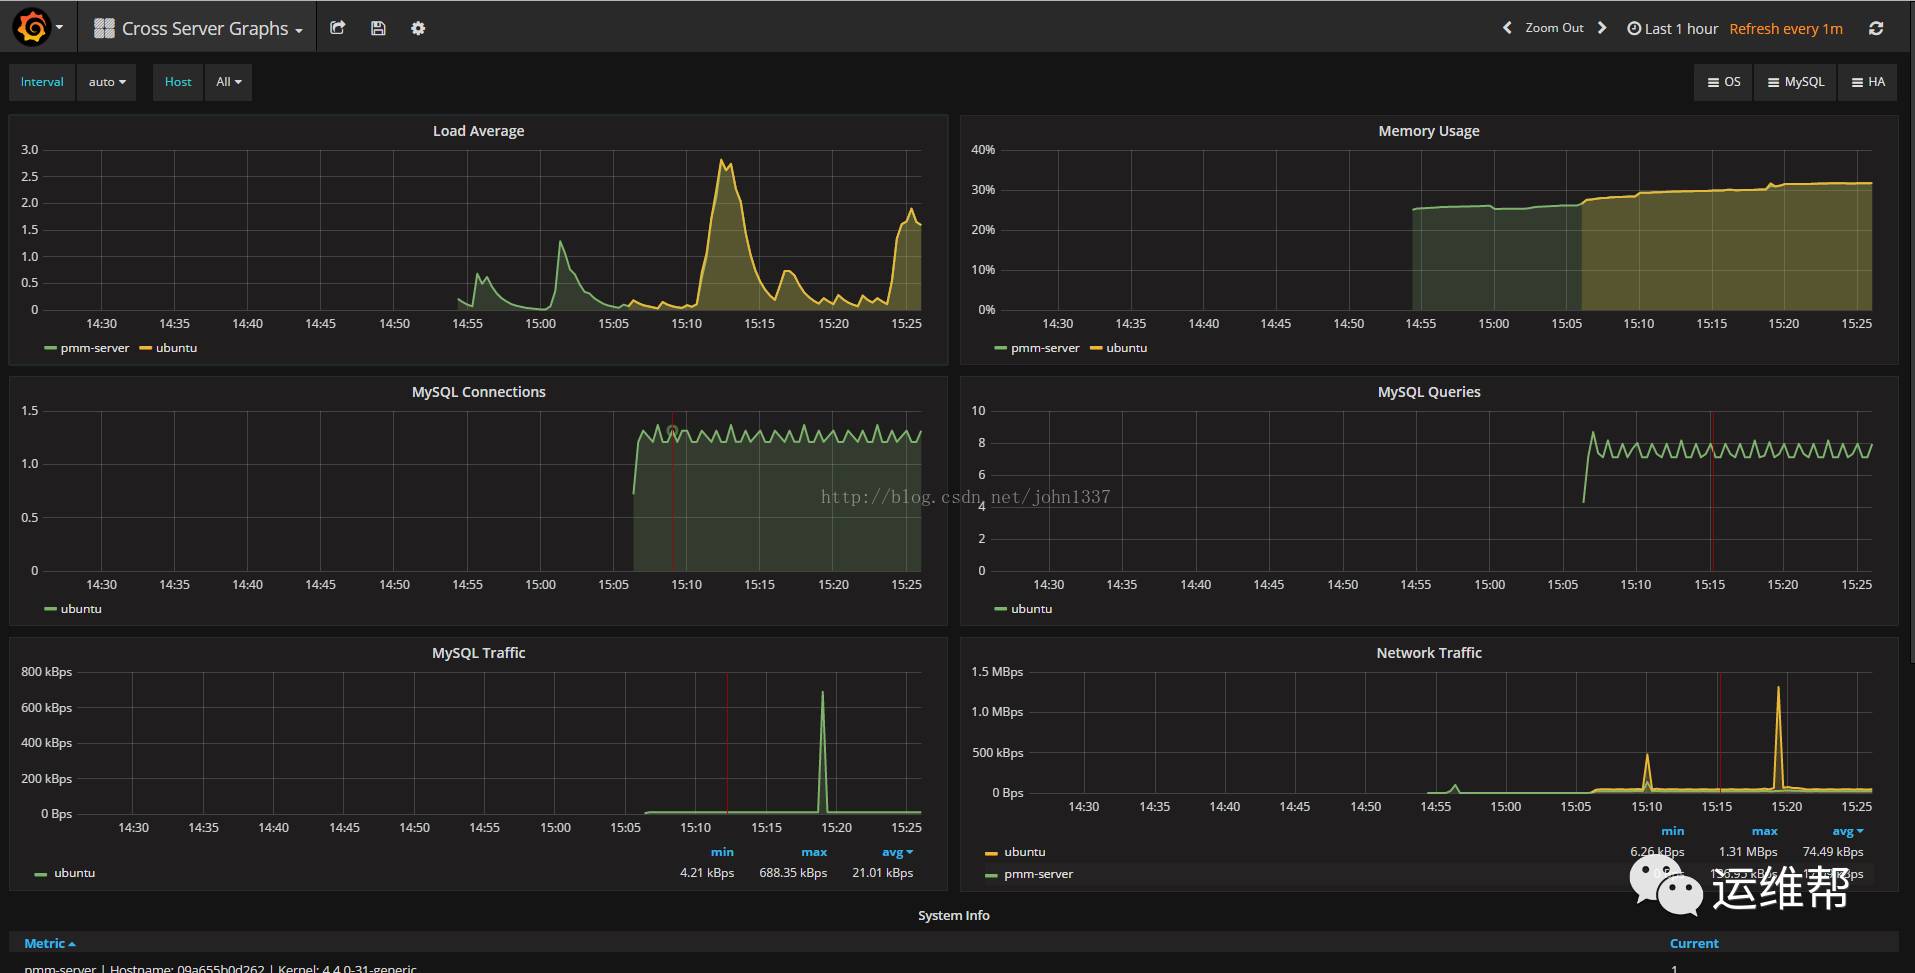 Cross Server Graphs
Zoom Out Last 1 hour Refresh every 1m
Interval auto Host All OS MySQL HA
Load Average
3.0
2.5
2.0
1.5
1.0
0.5
0
14:30 14:35 14:40 14:45 14:50 14:55 15:00 15:05 15:10 15:15 15:20 15:25
pmm-server ubuntu
Memory Usage
40%
30%
20%
10%
0%
14:30 14:35 14:40 14:45 14:50 14:55 15:00 15:05 15:10 15:15 15:20 15:25
pmm-server ubuntu
MySQL Connections
1.5
1.0
0.5
0
14:30 14:35 14:40 14:45 14:50 14:55 15:00 15:05 15:10 15:15 15:20 15:25
ubuntu
MySQL Queries
10
8
6
4
2
0
14:30 14:35 14:40 14:45 14:50 14:55 15:00 15:05 15:10 15:15 15:20 15:25
ubuntu
http://blog.csdn.net/john1337
MySQL Traffic
800 kBps
600 kBps
400 kBps
200 kBps
0 Bps
14:30 14:35 14:40 14:45 14:50 14:55 15:00 15:05 15:10 15:15 15:20 15:25
min max avg
ubuntu 4.21 kBps 688.35 kBps 21.01 kBps
Network Traffic
1.5 MBps
1.0 MBps
500 kBps
0 Bps
14:30 14:35 14:40 14:45 14:50 14:55 15:00 15:05 15:10 15:15 15:20 15:25
min max avg
ubuntu 6.26 kBps 1.31 MBps 74.49 kBps
pmm-server
运维帮
System Info
Metric Current
pmm-server | Hostname: 09a655b0d262 | Kernel: 4.4.0-31-generic 1